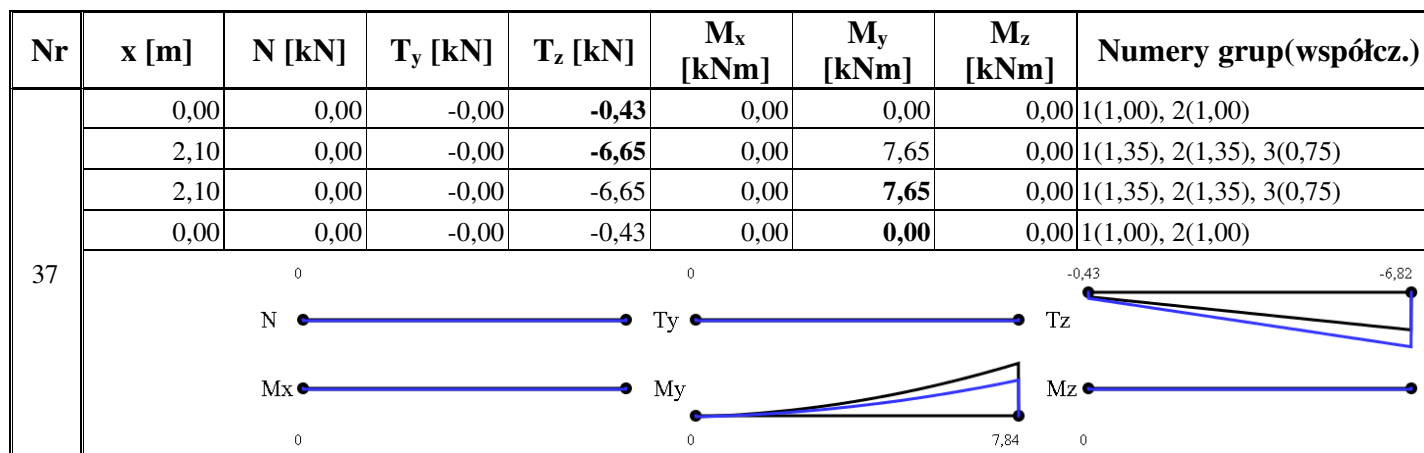 Nr x [m] N [kN] Ty [kN] Tz [kN] Mx [kNm] My [kNm] Mz [kNm] Numery grup(współcz.)
0,00 0,00 -0,00 -0,43 0,00 0,00 0,00 1(1,00), 2(1,00)
2,10 0,00 -0,00 -6,65 0,00 7,65 0,00 1(1,35), 2(1,35), 3(0,75)
2,10 0,00 -0,00 -6,65 0,00 7,65 0,00 1(1,35), 2(1,35), 3(0,75)
0,00 0,00 -0,00 -0,43 0,00 0,00 0,00 1(1,00), 2(1,00)
37
0 0 -0,43 -6,82
N Ty Tz
Mx My Mz
0 0 7,84 0